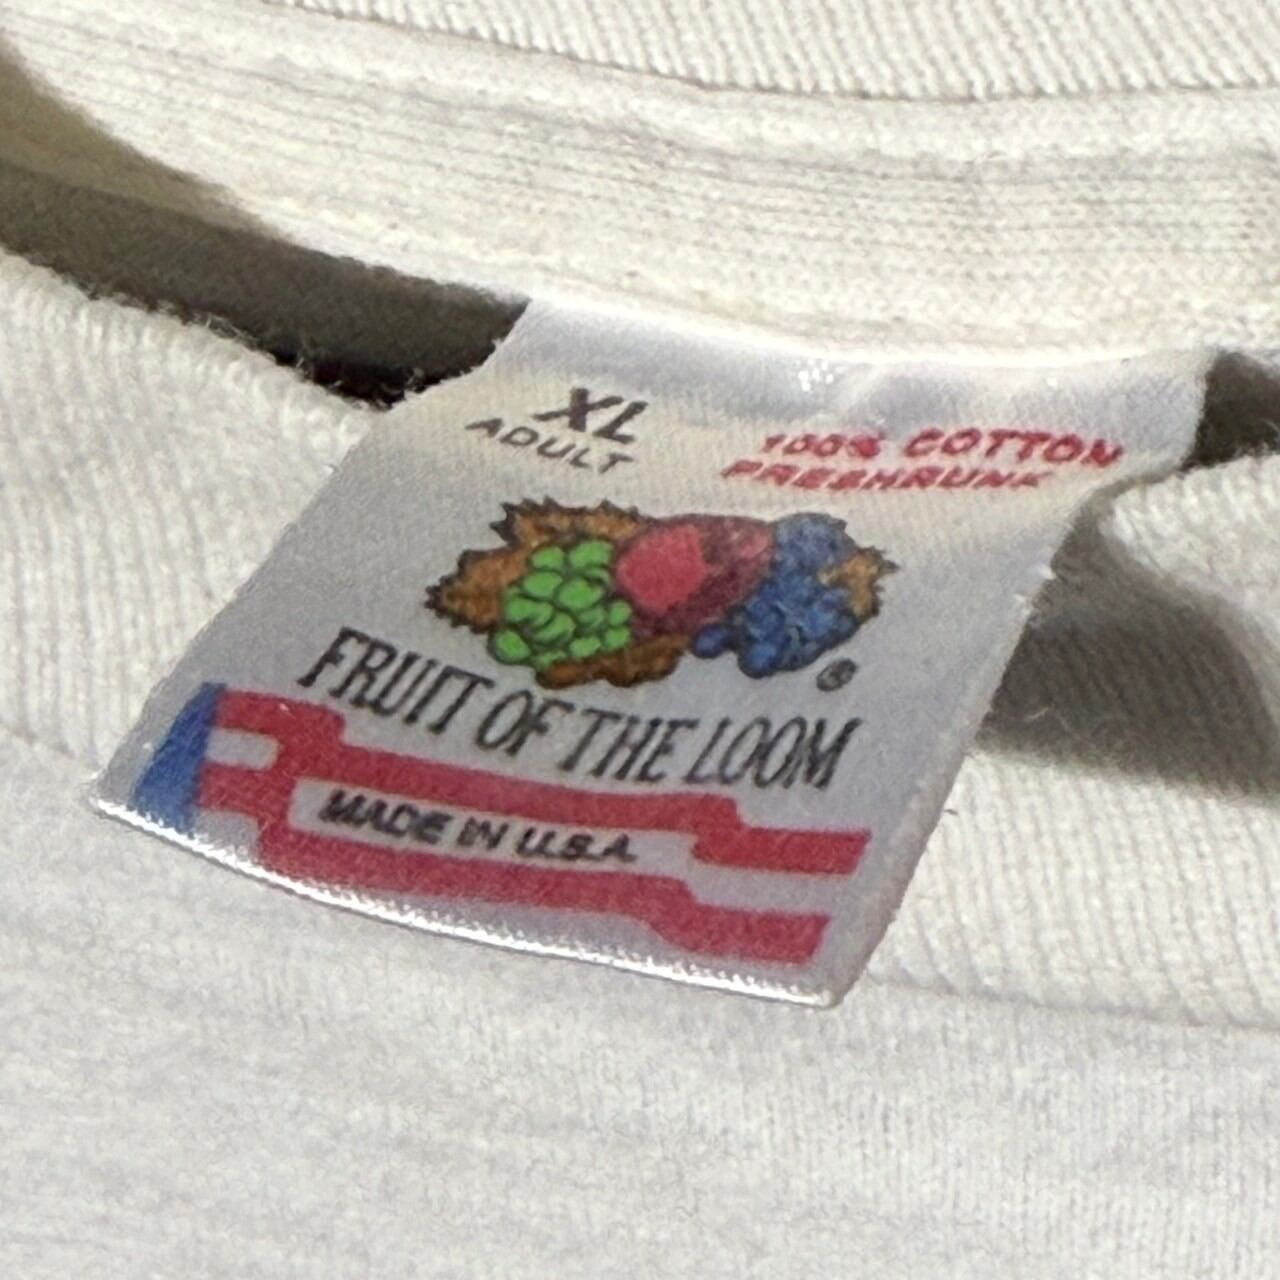 XL
ADULT
100% COTTON
PRESHRUNK
®
FRUIT OF THE LOOM
MADE IN U.S.A.